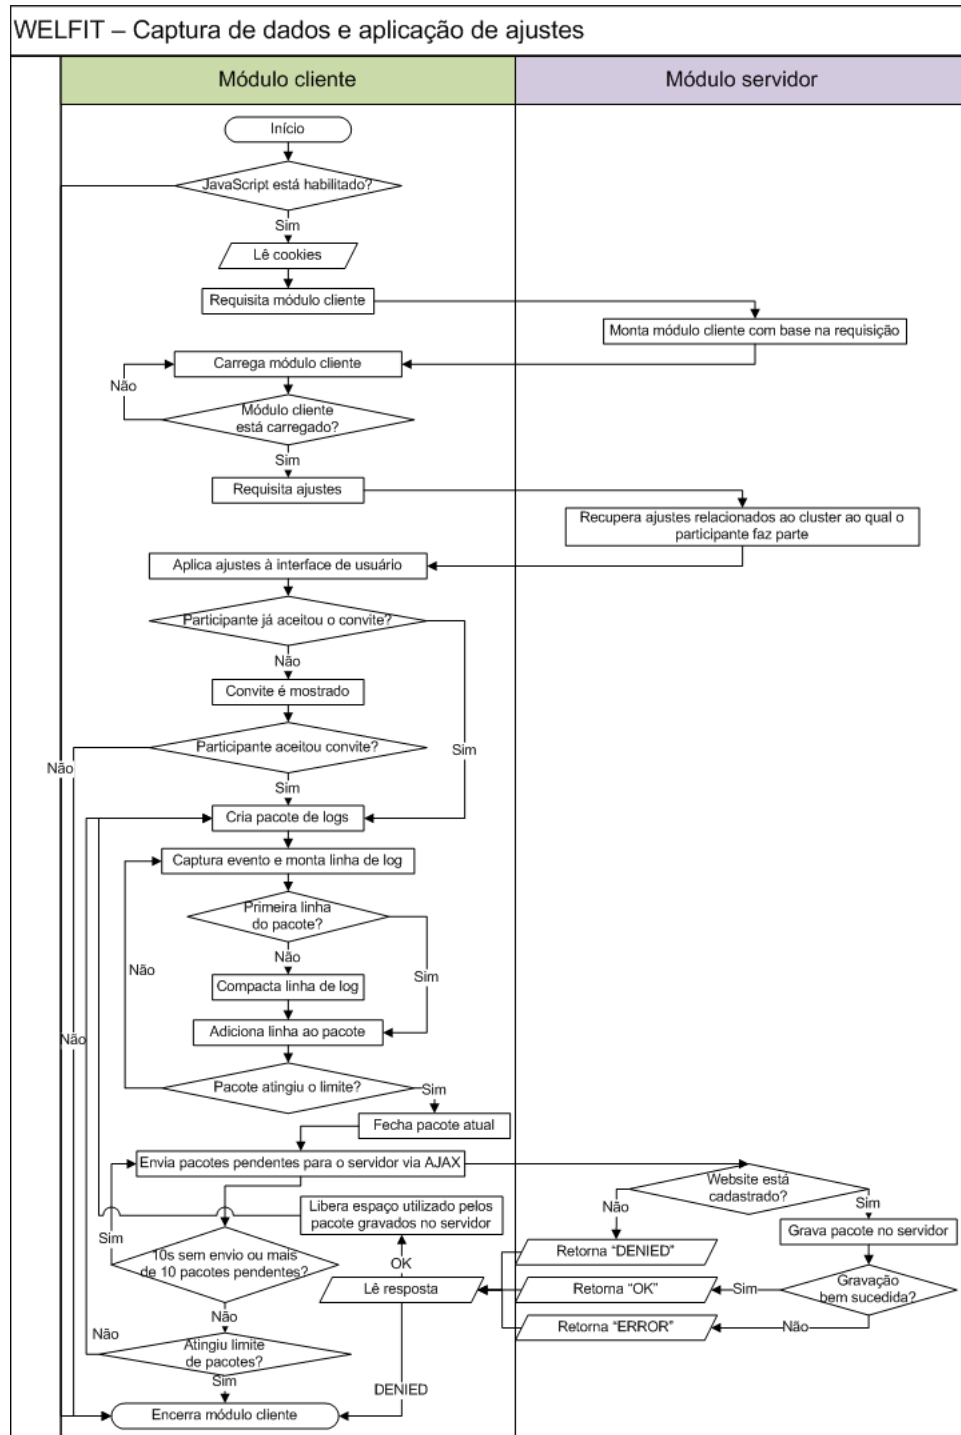 WELFIT – Captura de dados e aplicação de ajustes
Módulo cliente
Módulo servidor
Início
JavaScript está habilitado?
Sim
Lê cookies
Requisita módulo cliente
Monta módulo cliente com base na requisição
Carrega módulo cliente
Não
Módulo cliente
está carregado?
Sim
Requisita ajustes
Recupera ajustes relacionados ao cluster ao qual o
participante faz parte
Aplica ajustes à interface de usuário
Participante já aceitou o convite?
Não
Convite é mostrado
Participante aceitou convite?
Sim
Não
Sim
Cria pacote de logs
Captura evento e monta linha de log
Primeira linha
do pacote?
Não
Não
Sim
Compacta linha de log
Adiciona linha ao pacote
Não
Pacote atingiu o limite?
Sim
Fecha pacote atual
Envia pacotes pendentes para o servidor via AJAX
Website está
cadastrado?
Não
Sim
Libera espaço utilizado pelos
pacote gravados no servidor
Grava pacote no servidor
Sim
10s sem envio ou mais
de 10 pacotes pendentes?
Retorna “DENIED”
OK
Lê resposta
Retorna “OK”
Sim
Gravação
bem sucedida?
Não
Retorna “ERROR”
Não
Não
Atingiu limite
de pacotes?
Sim
DENIED
Encerra módulo cliente